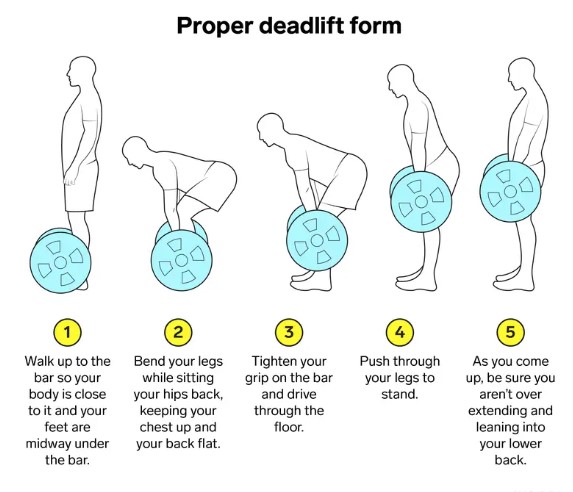 Proper deadlift form
1
Walk up to the
bar so your
body is close
to it and your
feet are
midway under
the bar.
2
Bend your legs
while sitting
your hips back,
keeping your
chest up and
your back flat.
3
Tighten your
grip on the bar
and drive
through the
floor.
4
Push through
your legs to
stand.
5
As you come
up, be sure you
aren’t over
extending and
leaning into
your lower
back.